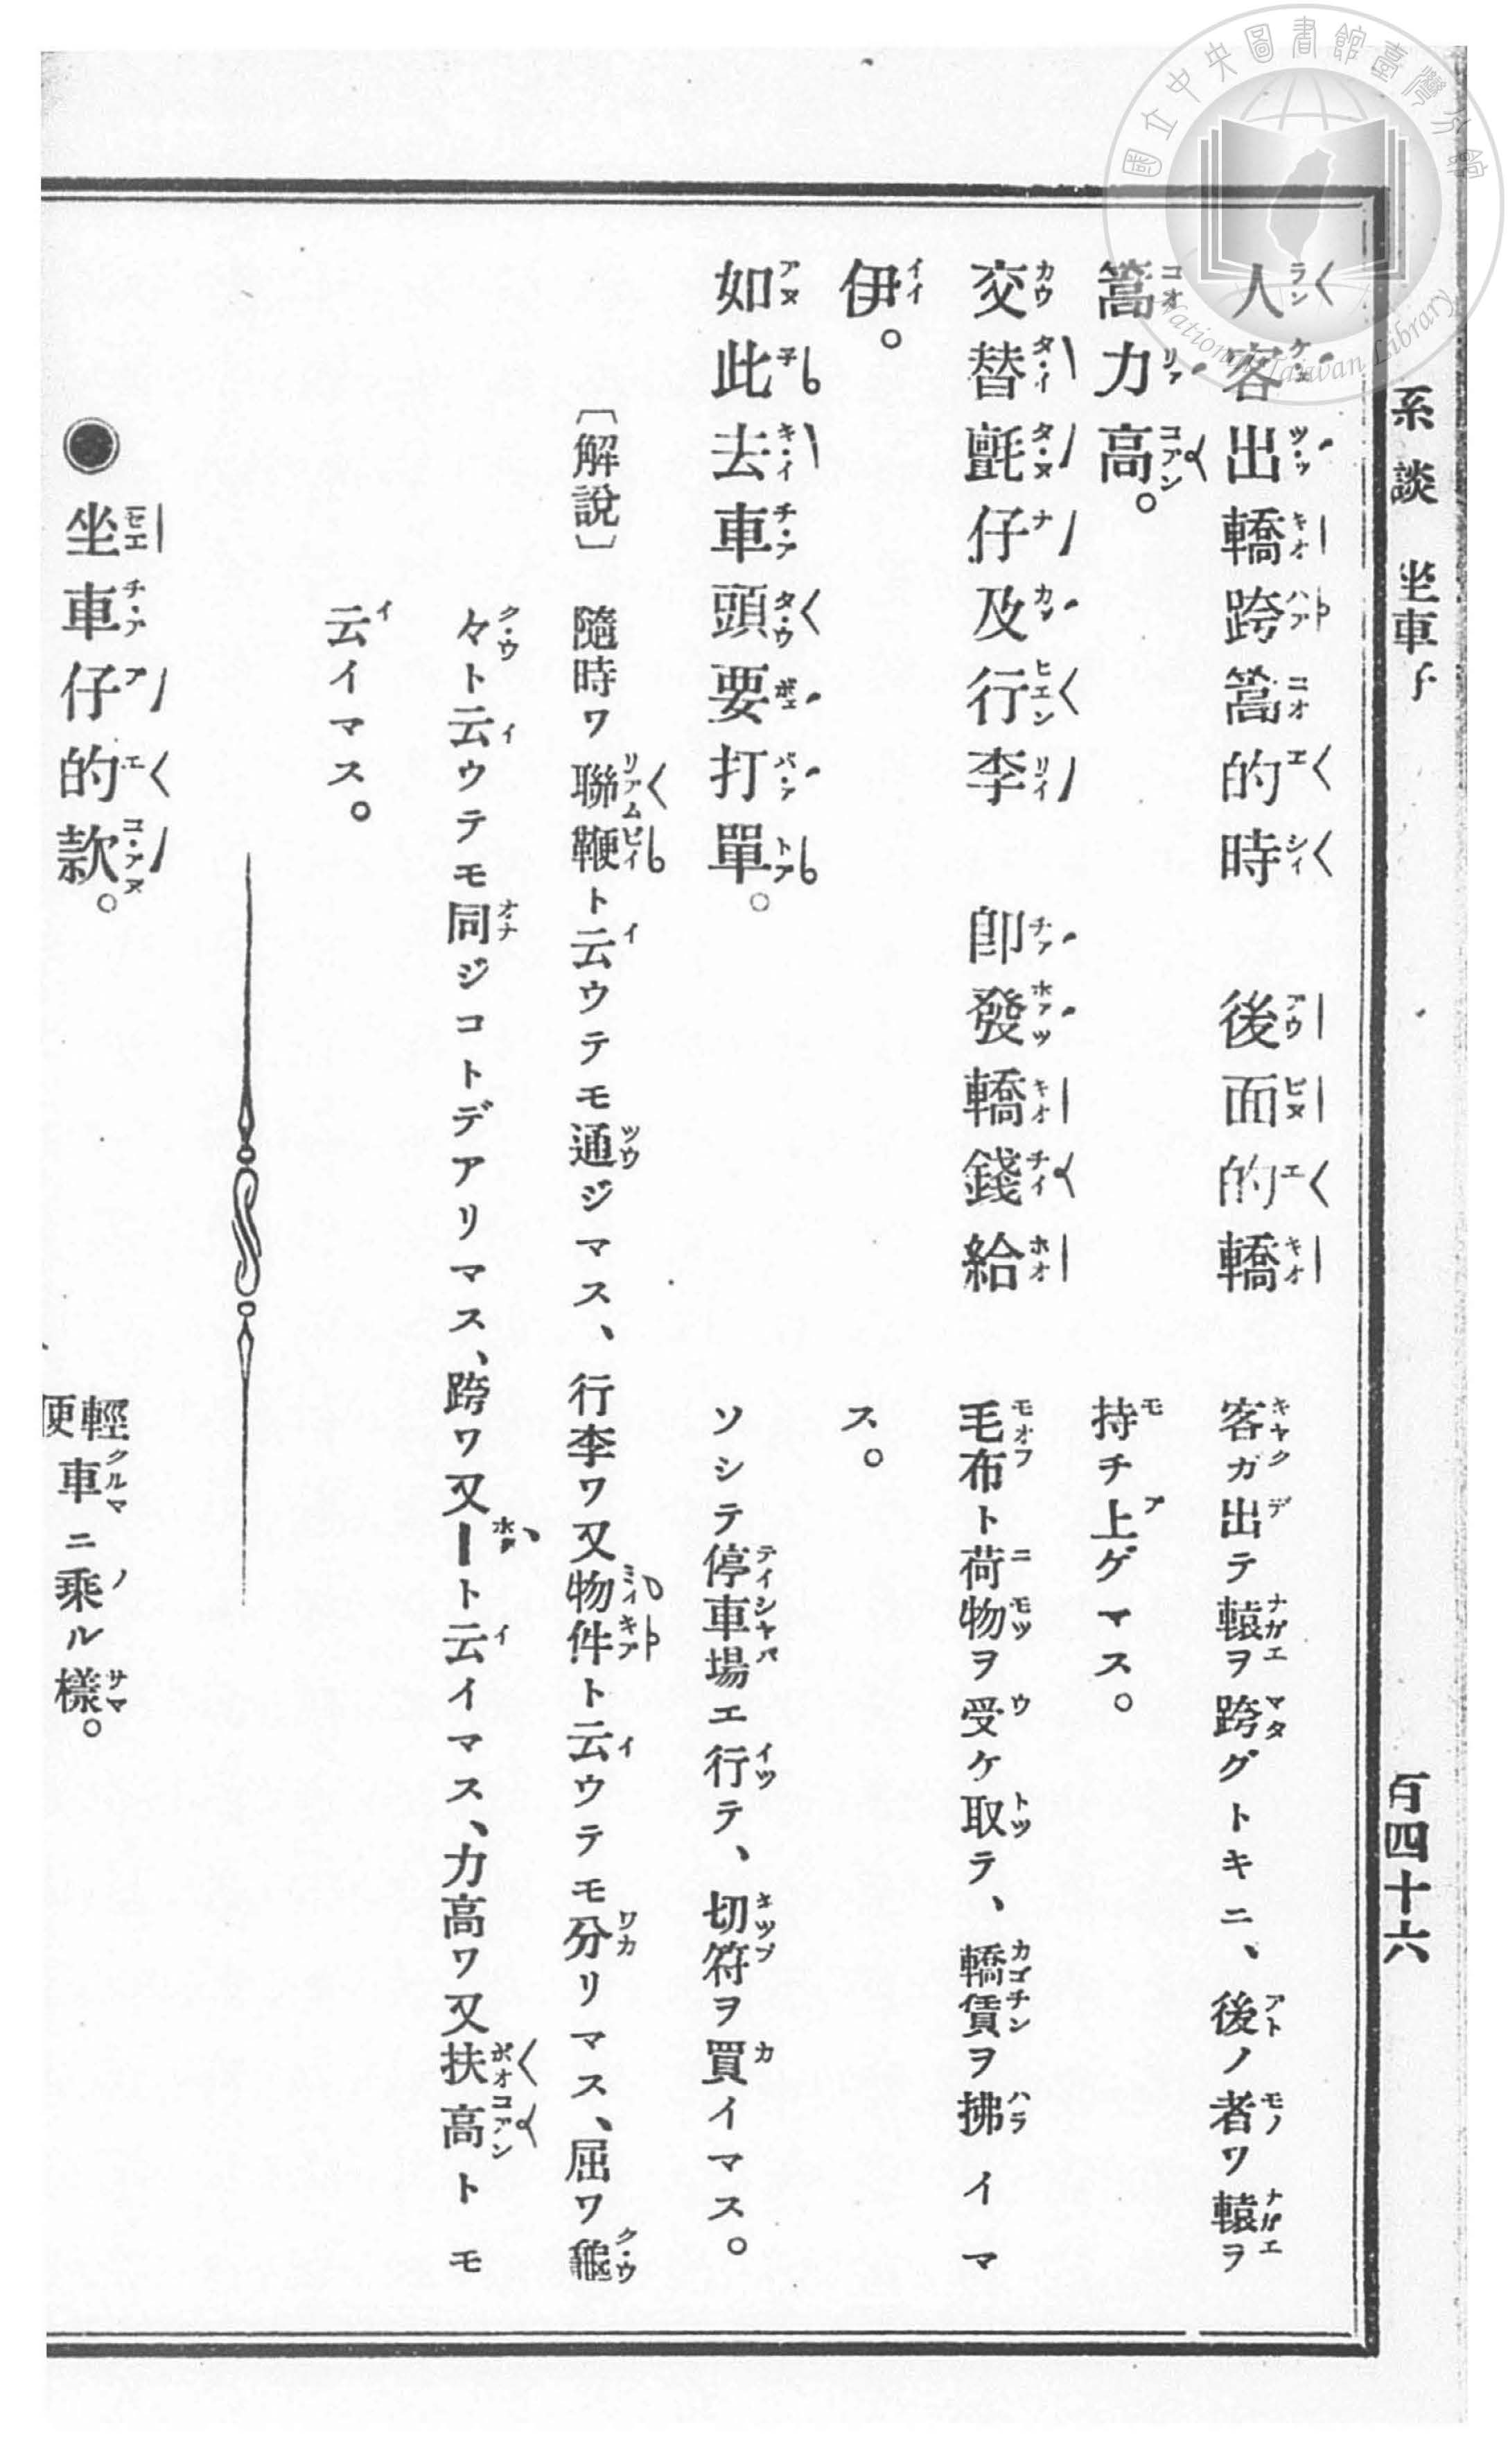 國立中央圖書館臺灣分館
National Taiwan Library
系談 坐車
百四十六
人客出轎跨篙的時 後面的轎
客ガ出テ轅ヲ跨グトキニ、後ノ者ワ轅ヲ
篙力高。
持チ上ゲマス。
交替氈仔及行李 卽發轎錢給
毛布ト荷物ヲ受ケ取テ、轎賃ヲ拂イマ
伊。
ス。
如此去車頭要打單。
ソシテ停車場エ行テ、切符ヲ買イマス。
〔解說〕 隨時ワ聯鞭ト云ウテモ通ジマス、行李ワ又物件ト云ウテモ分リマス、屈ワ龜
々ト云ウテモ同ジコトデアリマス、跨ワ又ート云イマス、力高ワ又扶高トモ
云イマス。
●坐車仔的款。
輕便車ニ乘ル樣。